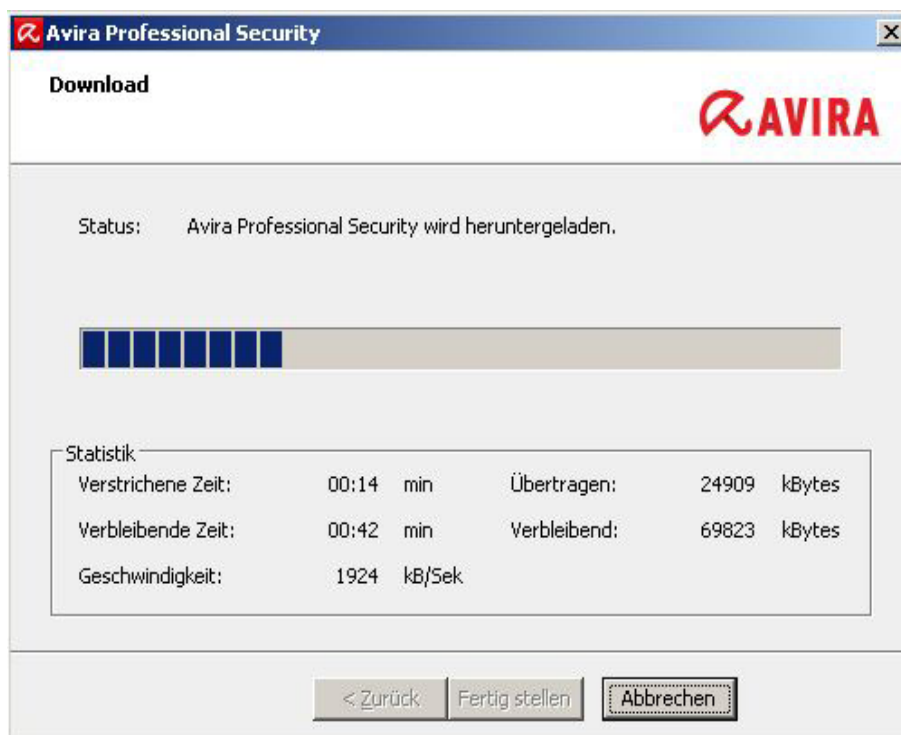 Avira Professional Security
Download
AVIRA
Status: Avira Professional Security wird heruntergeladen.
Statistik
Verstrichene Zeit: 00:14 min Übertragen: 24909 kBytes
Verbleibende Zeit: 00:42 min Verbleibend: 69823 kBytes
Geschwindigkeit: 1924 kB/Sek
< Zurück Fertig stellen Abbrechen